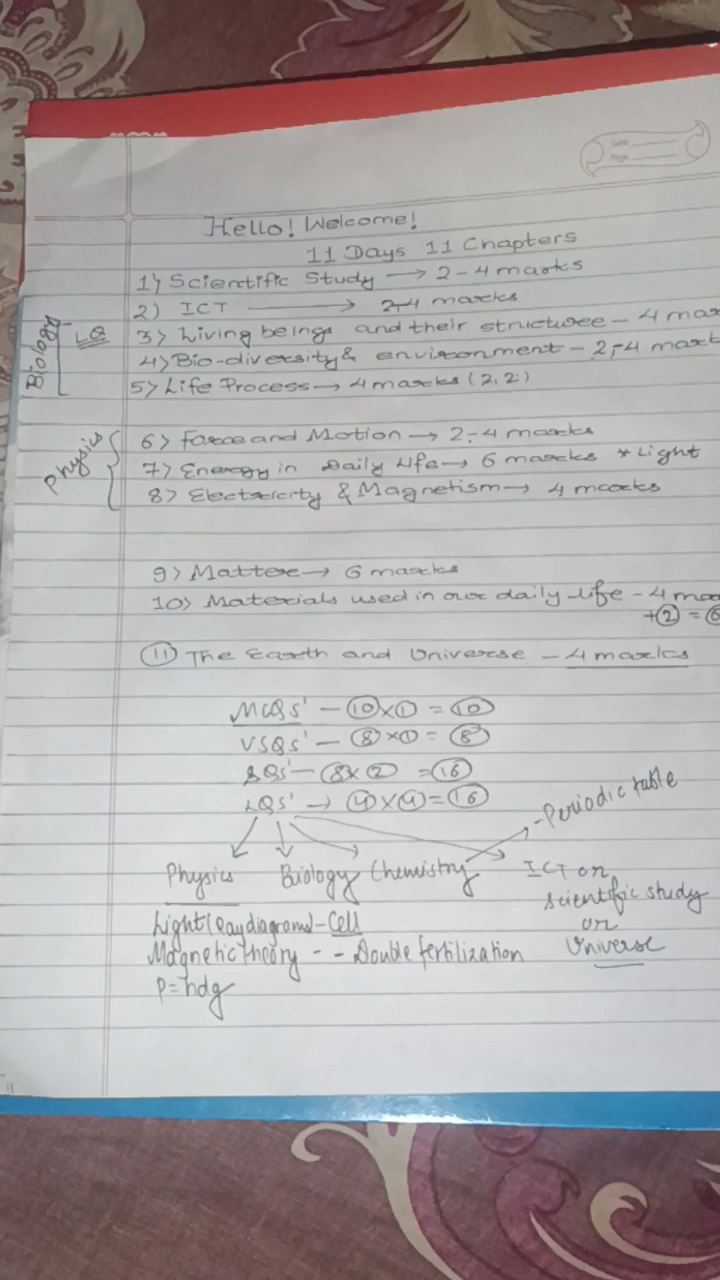 Date
Page
Hello! Welcome!
11 Days 11 Chapters
1) Scientific Study → 2-4 marks
2) ICT → 2-4 marks
Biology
LQ
3) Living beings and their structure - 4 mar
4) Bio-diversity & environment - 2-4 mark
5) Life Process → 4 marks (2,2)
Physics
6) Force and Motion → 2-4 marks
7) Energy in Daily life → 6 marks * Light
8) Electricity & Magnetism → 4 marks
9) Matter → 6 marks
10) Materials used in our daily life - 4 mar
+2 = 6
11 The Earth and Universe - 4 marks
MCQs' - 10×1 = 10
VSQs' - 8×1 = 8
SQs' - 8×2 = 16
LQs' → 4×4 = 16
- Periodic table
Physics Biology Chemistry ICT or
Scientific study
or
Universe
Light (raydiagram) - Cell
Magnetic theory - - Double fertilization
P = hdg